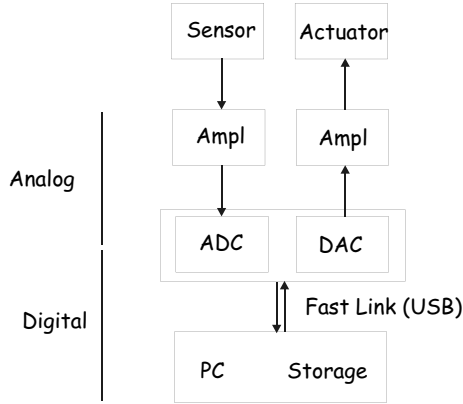 Sensor
Actuator
Ampl
Ampl
Analog
ADC
DAC
Fast Link (USB)
Digital
PC
Storage